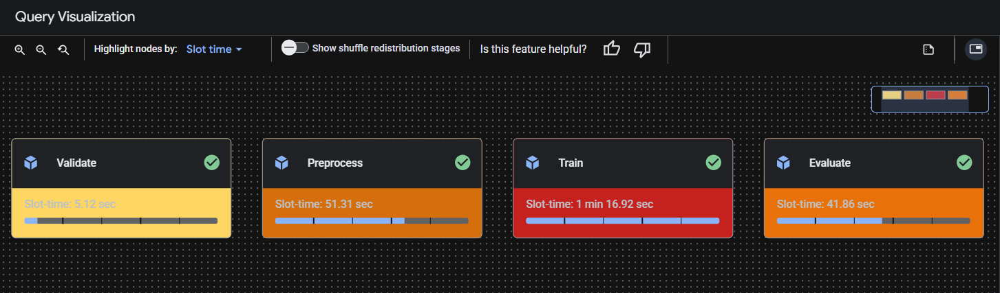 Query Visualization
Highlight nodes by: Slot time Show shuffle redistribution stages Is this feature helpful?
Validate Preprocess Train Evaluate
Slot-time: 5.12 sec Slot-time: 51.31 sec Slot-time: 1 min 16.92 sec Slot-time: 41.86 sec